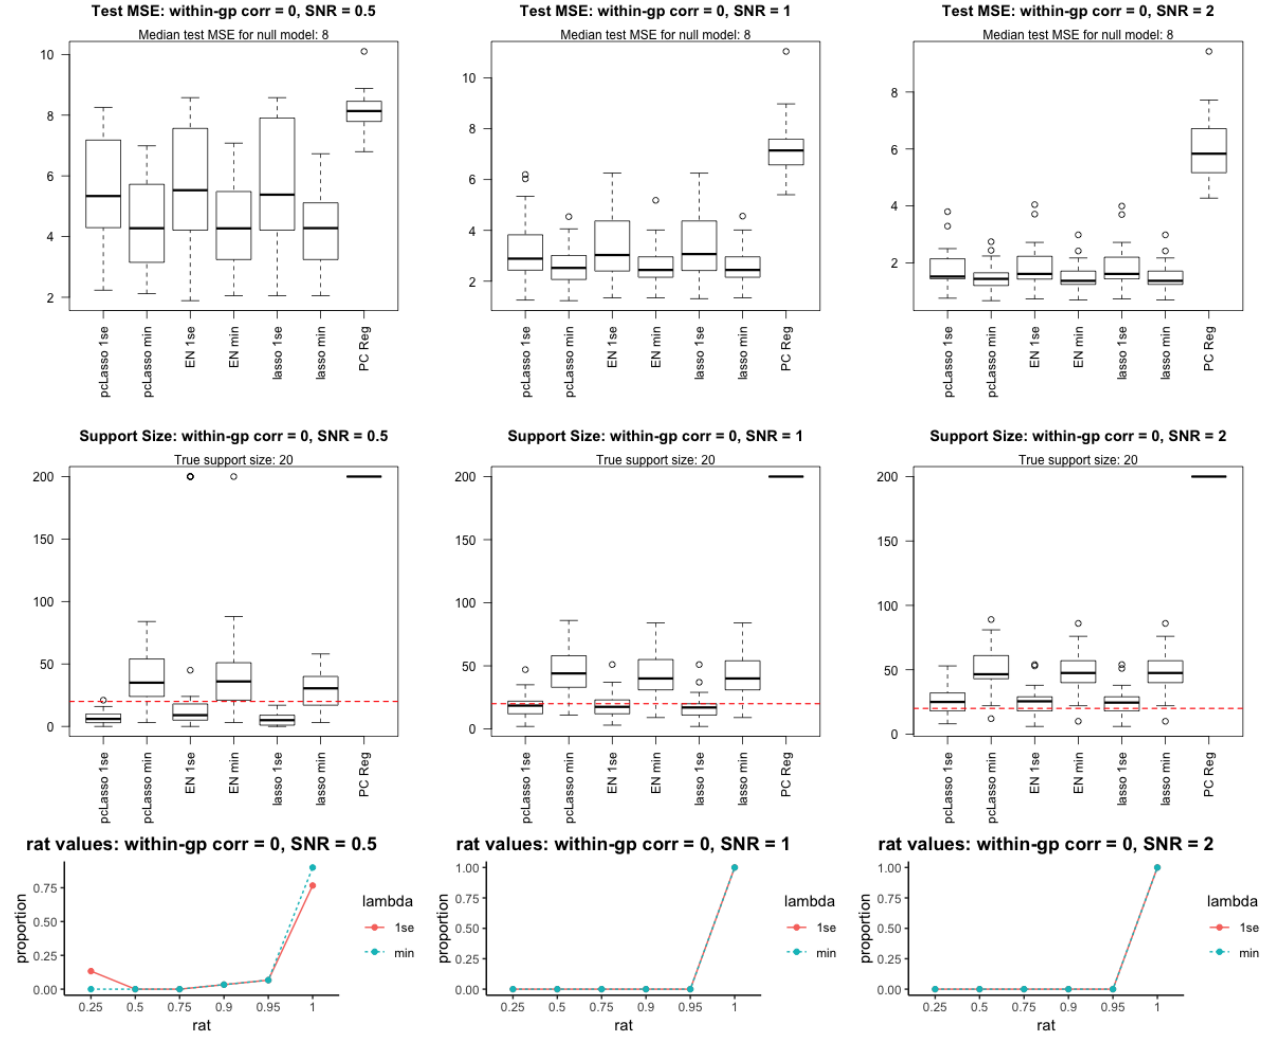 Test MSE: within-gp corr = 0, SNR = 0.5
Median test MSE for null model: 8
10
8
6
4
2
pcLasso 1se
pcLasso min
EN 1se
EN min
lasso 1se
lasso min
PC Reg
Test MSE: within-gp corr = 0, SNR = 1
Median test MSE for null model: 8
10
8
6
4
2
pcLasso 1se
pcLasso min
EN 1se
EN min
lasso 1se
lasso min
PC Reg
Test MSE: within-gp corr = 0, SNR = 2
Median test MSE for null model: 8
8
6
4
2
pcLasso 1se
pcLasso min
EN 1se
EN min
lasso 1se
lasso min
PC Reg
Support Size: within-gp corr = 0, SNR = 0.5
True support size: 20
200
150
100
50
0
pcLasso 1se
pcLasso min
EN 1se
EN min
lasso 1se
lasso min
PC Reg
Support Size: within-gp corr = 0, SNR = 1
True support size: 20
200
150
100
50
0
pcLasso 1se
pcLasso min
EN 1se
EN min
lasso 1se
lasso min
PC Reg
Support Size: within-gp corr = 0, SNR = 2
True support size: 20
200
150
100
50
0
pcLasso 1se
pcLasso min
EN 1se
EN min
lasso 1se
lasso min
PC Reg
rat values: within-gp corr = 0, SNR = 0.5
proportion
0.75
0.50
0.25
0.00
0.25 0.5 0.75 0.9 0.95 1
rat
lambda
1se
min
rat values: within-gp corr = 0, SNR = 1
proportion
1.00
0.75
0.50
0.25
0.00
0.25 0.5 0.75 0.9 0.95 1
rat
lambda
1se
min
rat values: within-gp corr = 0, SNR = 2
proportion
1.00
0.75
0.50
0.25
0.00
0.25 0.5 0.75 0.9 0.95 1
rat
lambda
1se
min